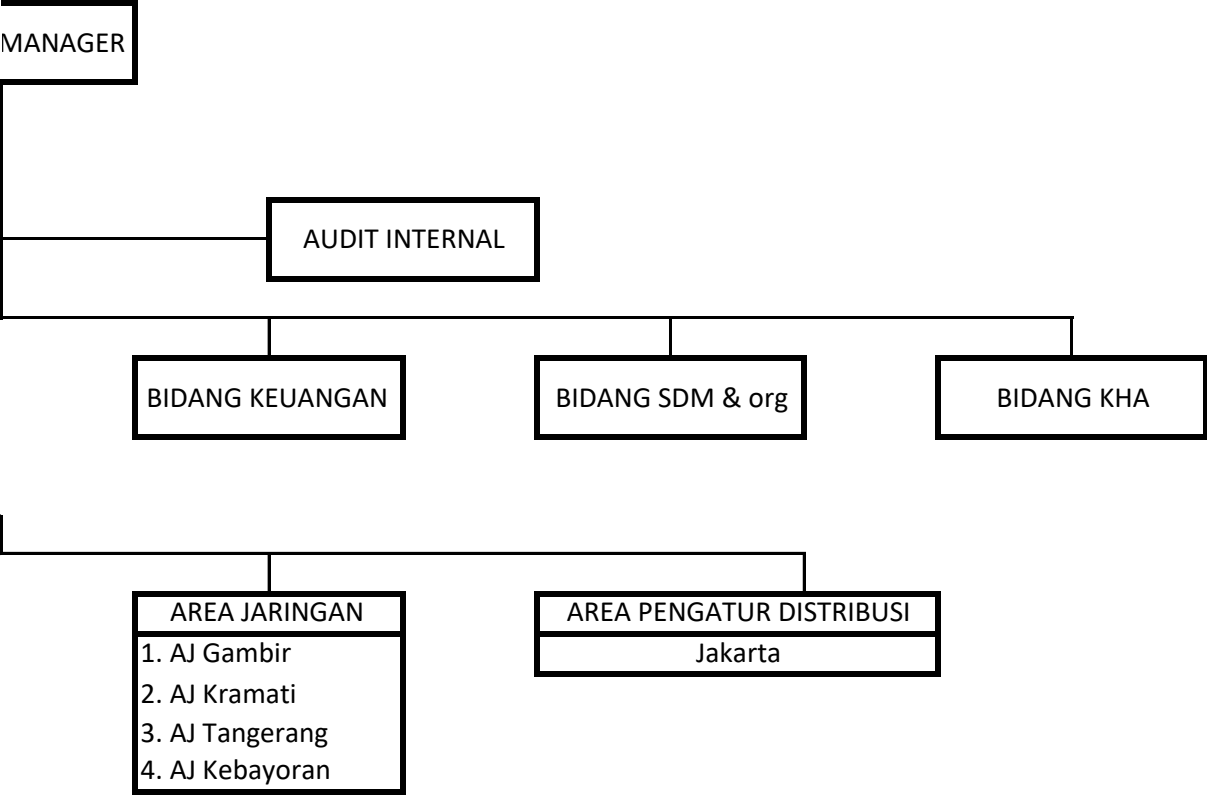 MANAGER
AUDIT INTERNAL
BIDANG KEUANGAN
BIDANG SDM & org
BIDANG KHA
AREA JARINGAN
1. AJ Gambir
2. AJ Kramati
3. AJ Tangerang
4. AJ Kebayoran
AREA PENGATUR DISTRIBUSI
Jakarta